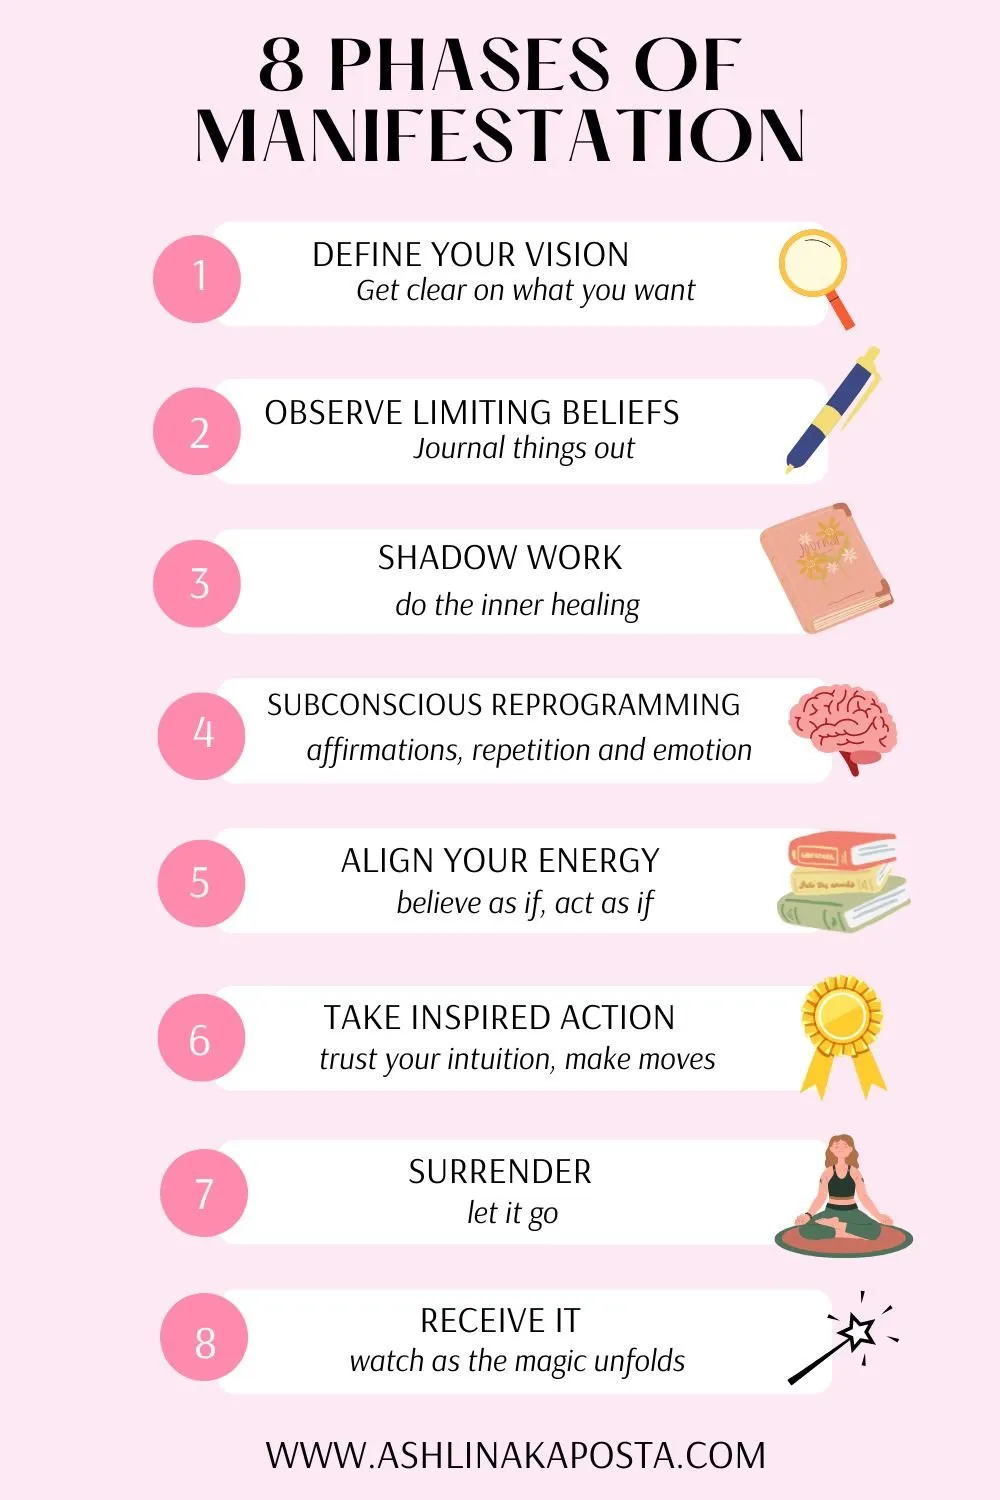 8 PHASES OF
MANIFESTATION
1
DEFINE YOUR VISION
Get clear on what you want
2
OBSERVE LIMITING BELIEFS
Journal things out
3
SHADOW WORK
do the inner healing
Journal
4
SUBCONSCIOUS REPROGRAMMING
affirmations, repetition and emotion
5
ALIGN YOUR ENERGY
believe as if, act as if
6
TAKE INSPIRED ACTION
trust your intuition, make moves
7
SURRENDER
let it go
8
RECEIVE IT
watch as the magic unfolds
WWW.ASHLINAKAPOSTA.COM